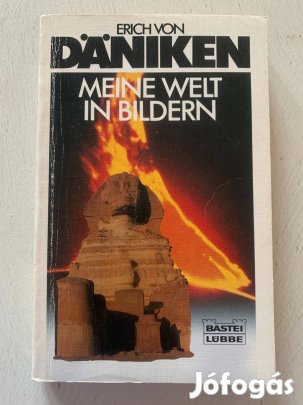 ERICH VON
DÄNIKEN
MEINE WELT
IN BILDERN
BASTEI
LÜBBE
Jófogás